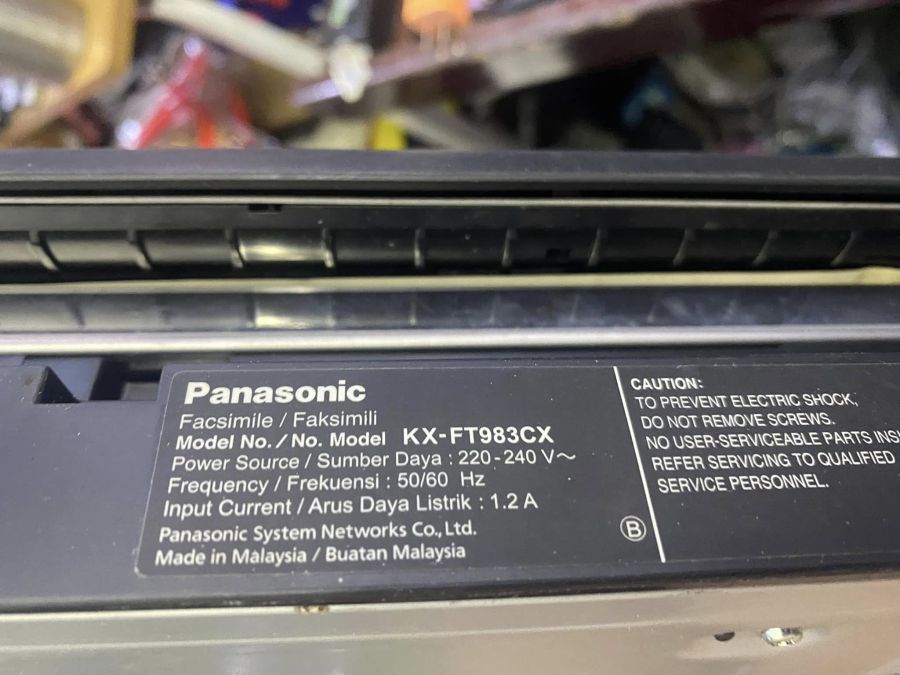 Panasonic
Facsimile / Faksimili
Model No./No. Model KX-FT983CX
Power Source / Sumber Daya : 220-240 V~
Frequency / Frekuensi : 50/60 Hz
Input Current / Arus Daya Listrik : 1.2 A
Panasonic System Networks Co., Ltd.
Made in Malaysia / Buatan Malaysia
B
CAUTION:
TO PREVENT ELECTRIC SHOCK,
DO NOT REMOVE SCREWS.
NO USER-SERVICEABLE PARTS INS
REFER SERVICING TO QUALIFIED
SERVICE PERSONNEL.